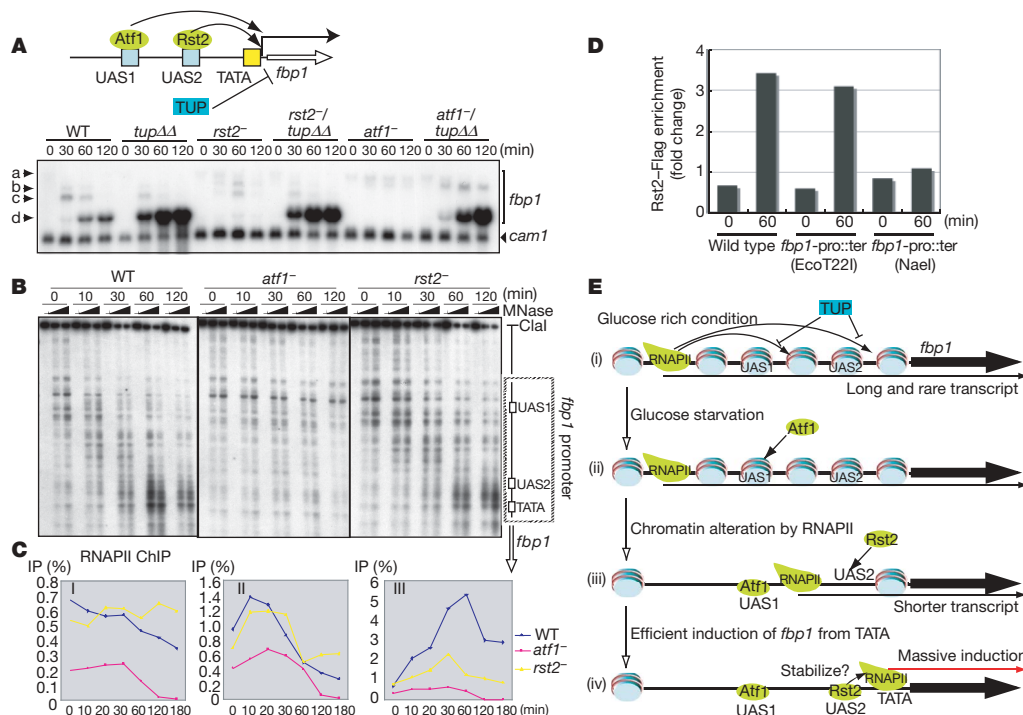 A
Atf1 Rst2
UAS1 UAS2 TATA fbp1
TUP
WT tupΔΔ rst2⁻ rst2⁻/tupΔΔ atf1⁻ atf1⁻/tupΔΔ
0 30 60 120 0 30 60 120 0 30 60 120 0 30 60 120 0 30 60 120 0 30 60 120 (min)
a
b
c
d
fbp1
cam1
B
WT atf1⁻ rst2⁻
0 10 30 60 120 0 10 30 60 120 0 10 30 60 120 (min)
MNase
ClaI
UAS1
UAS2
TATA
fbp1 promoter
fbp1
C RNAPII ChIP
IP (%) IP (%) IP (%)
I
0.8
0.7
0.6
0.5
0.4
0.3
0.2
0.1
0
0 10 20 30 60 120 180
II
1.6
1.4
1.2
1.0
0.8
0.6
0.4
0.2
0
0 10 20 30 60 120 180
III
6
5
4
3
2
1
0
0 10 20 30 60 120 180 (min)
WT
atf1⁻
rst2⁻
D
Rst2–Flag enrichment
(fold change)
4
3
2
1
0
0 60 0 60 0 60 (min)
Wild type fbp1-pro::ter fbp1-pro::ter
(EcoT22I) (NaeI)
E
Glucose rich condition
TUP
(i) RNAPII UAS1 UAS2 fbp1
Long and rare transcript
Glucose starvation
Atf1
(ii) RNAPII UAS1 UAS2
Chromatin alteration by RNAPII
Rst2
(iii) Atf1 RNAPII UAS2
UAS1
Shorter transcript
Efficient induction of fbp1 from TATA
Stabilize? Massive induction
(iv) Atf1 Rst2 RNAPII
UAS1 UAS2 TATA